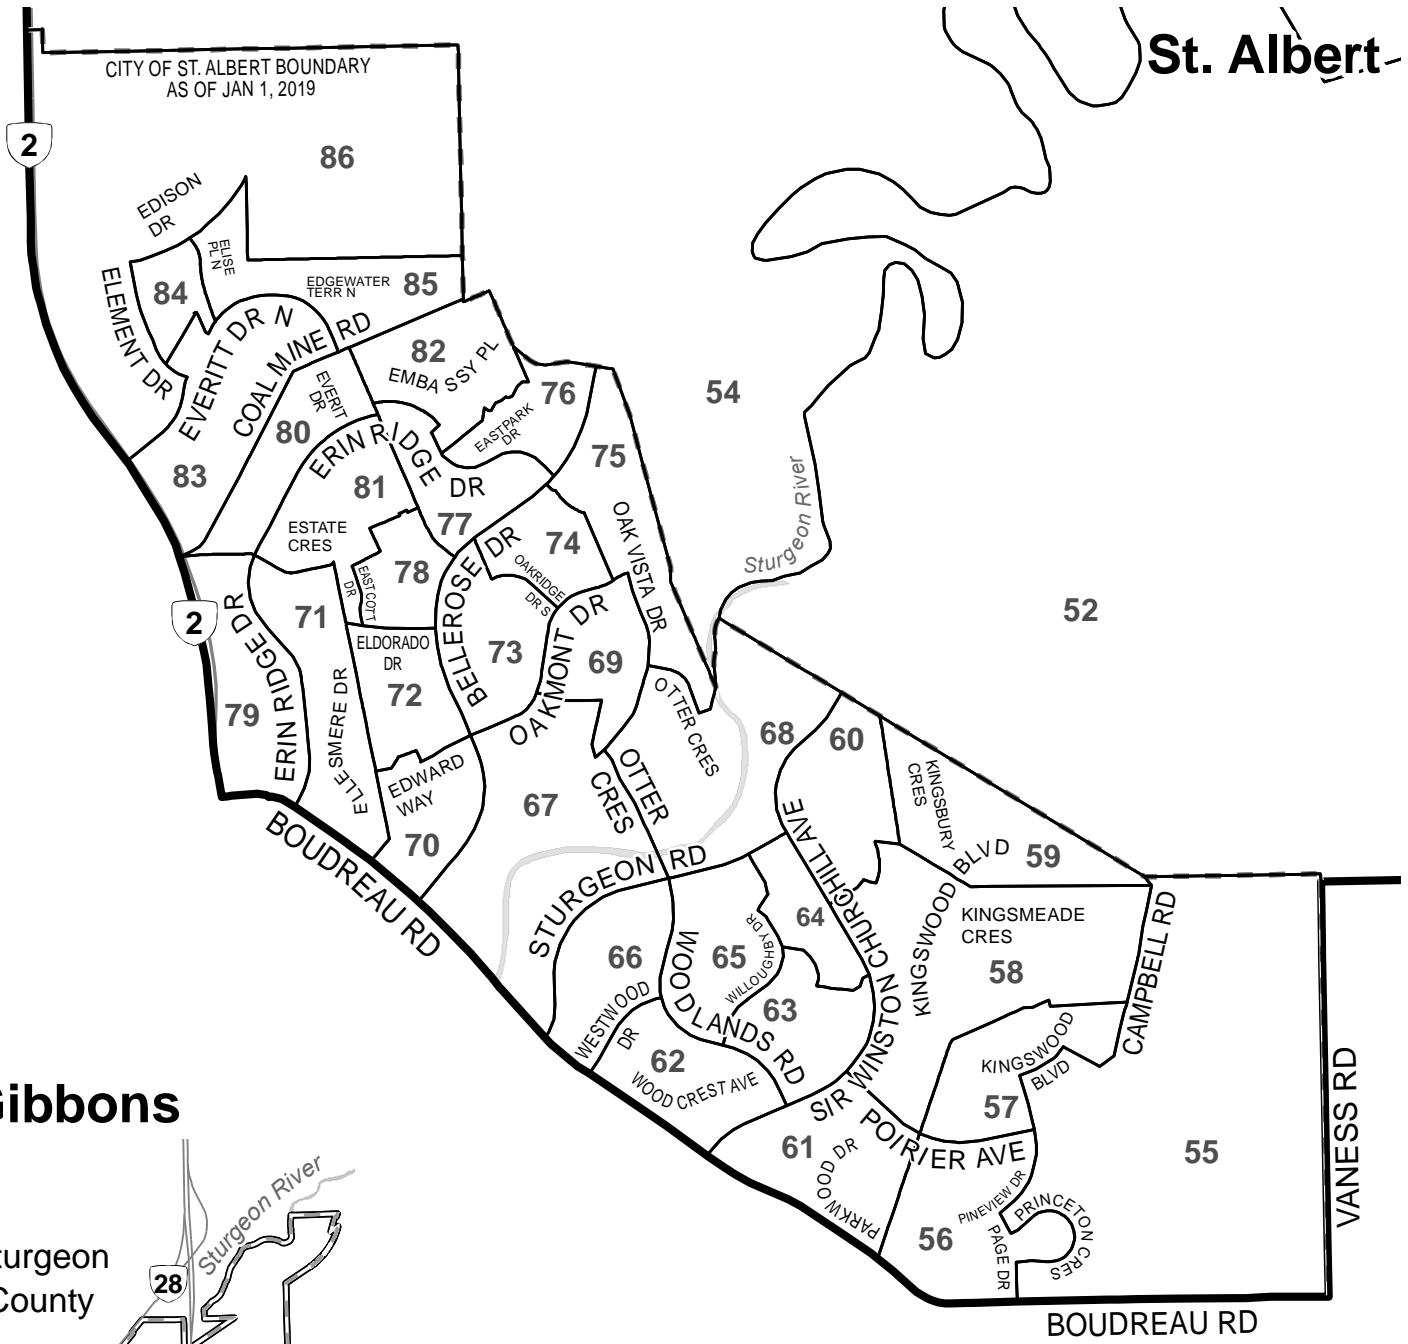 St. Albert
CITY OF ST. ALBERT BOUNDARY
AS OF JAN 1, 2019
2
86
EDISON
DR
ELISE
PL N
ELEMENT DR
84
EDGEWATER
TERR N
85
EVERITT DR N
COAL MINE RD
82
EMBASSY PL
EVERIT
DR
80
76
EASTPARK
DR
54
83
ERIN RIDGE DR
81
75
Sturgeon River
ESTATE
CRES
77
74
OAK VISTA DR
78
EASTCOTT
DR
OAKRIDGE
DR S
2
71
52
ERIN RIDGE DR
ELDORADO
DR
BELLEROSE DR
73
OAKMONT DR
69
72
79
ELLESMERE DR
OTTER CRES
68
60
EDWARD
WAY
OTTER
CRES
KINGSBURY
CRES
67
70
BOUDREAU RD
STURGEON RD
SIR WINSTON CHURCHILL AVE
59
KINGSWOOD BLVD
64
KINGSMEADE
CRES
WILLOUGHBY DR
66
65
58
CAMPBELL RD
WOODLANDS RD
WESTWOOD
DR
63
62
WOODCREST AVE
KINGSWOOD
BLVD
57
VANESS RD
61
POIRIER AVE
PARKWOOD DR
55
PINEVIEW DR
PRINCETON CRES
56
PAGE DR
BOUDREAU RD
Gibbons
Sturgeon River
Sturgeon
County
28